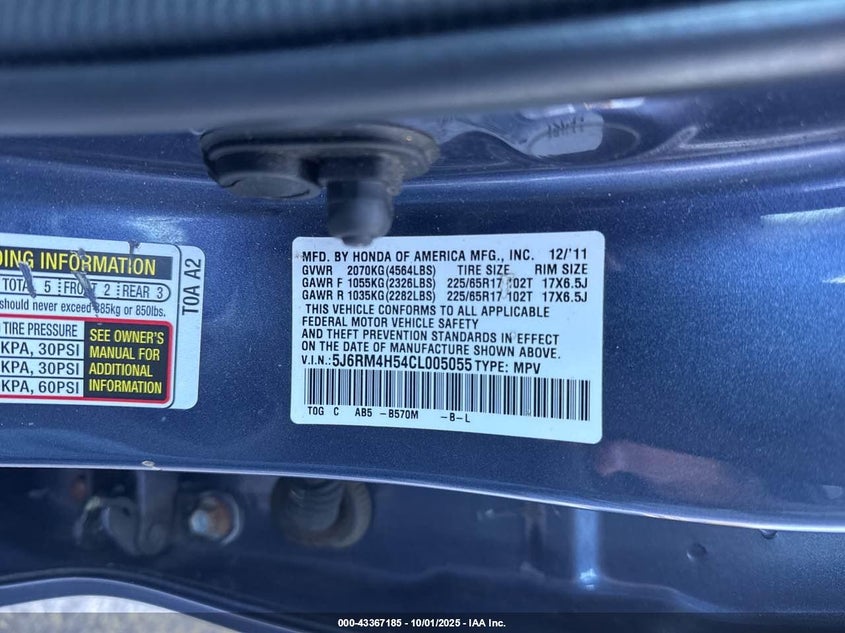 DING INFORMATION
TOTAL 5 FRONT 2 REAR 3
should never exceed 385kg or 850lbs.
TIRE PRESSURE
KPA, 30PSI
KPA, 30PSI
KPA, 60PSI
SEE OWNER'S
MANUAL FOR
ADDITIONAL
INFORMATION
TOA A2
MFD. BY HONDA OF AMERICA MFG., INC. 12/'11
GVWR 2070KG(4564LBS) TIRE SIZE RIM SIZE
GAWR F 1055KG(2326LBS) 225/65R17 102T 17X6.5J
GAWR R 1035KG(2282LBS) 225/65R17 102T 17X6.5J
THIS VEHICLE CONFORMS TO ALL APPLICABLE
FEDERAL MOTOR VEHICLE SAFETY
AND THEFT PREVENTION STANDARDS IN EFFECT
ON THE DATE OF MANUFACTURE SHOWN ABOVE.
V.I.N.: 5J6RM4H54CL005055 TYPE: MPV
TOG C AB5 -B570M -B-L
000-43367185 - 10/01/2025 - IAA Inc.